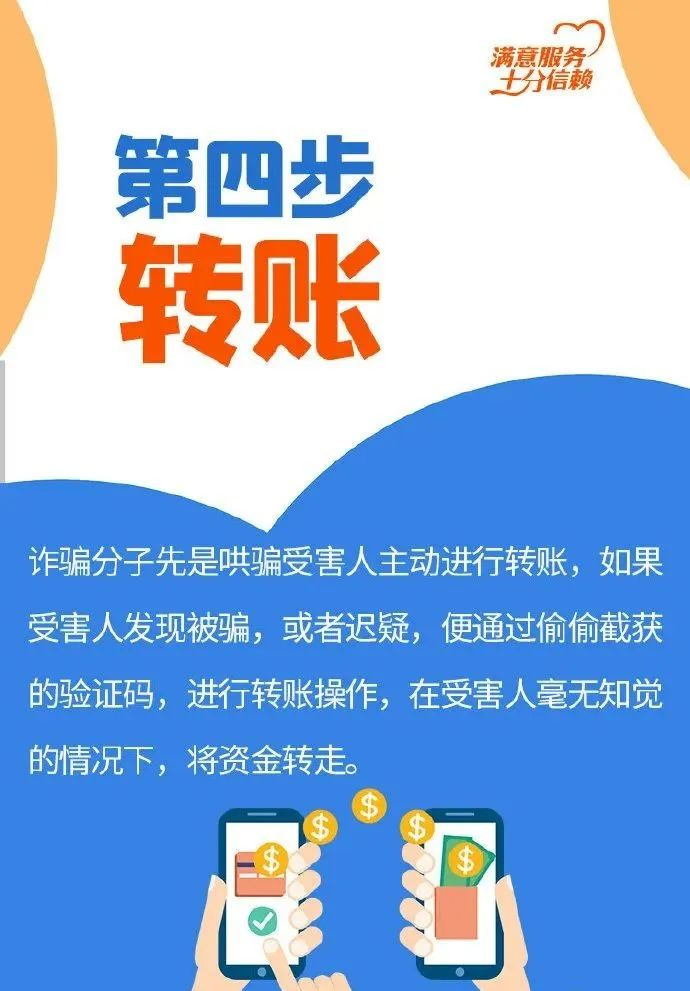 满意服务
十分信赖
第四步
转账
诈骗分子先是哄骗受害人主动进行转账，如果
受害人发现被骗，或者迟疑，便通过偷偷截获
的验证码，进行转账操作，在受害人毫无知觉
的情况下，将资金转走。
$ $ $
$ $